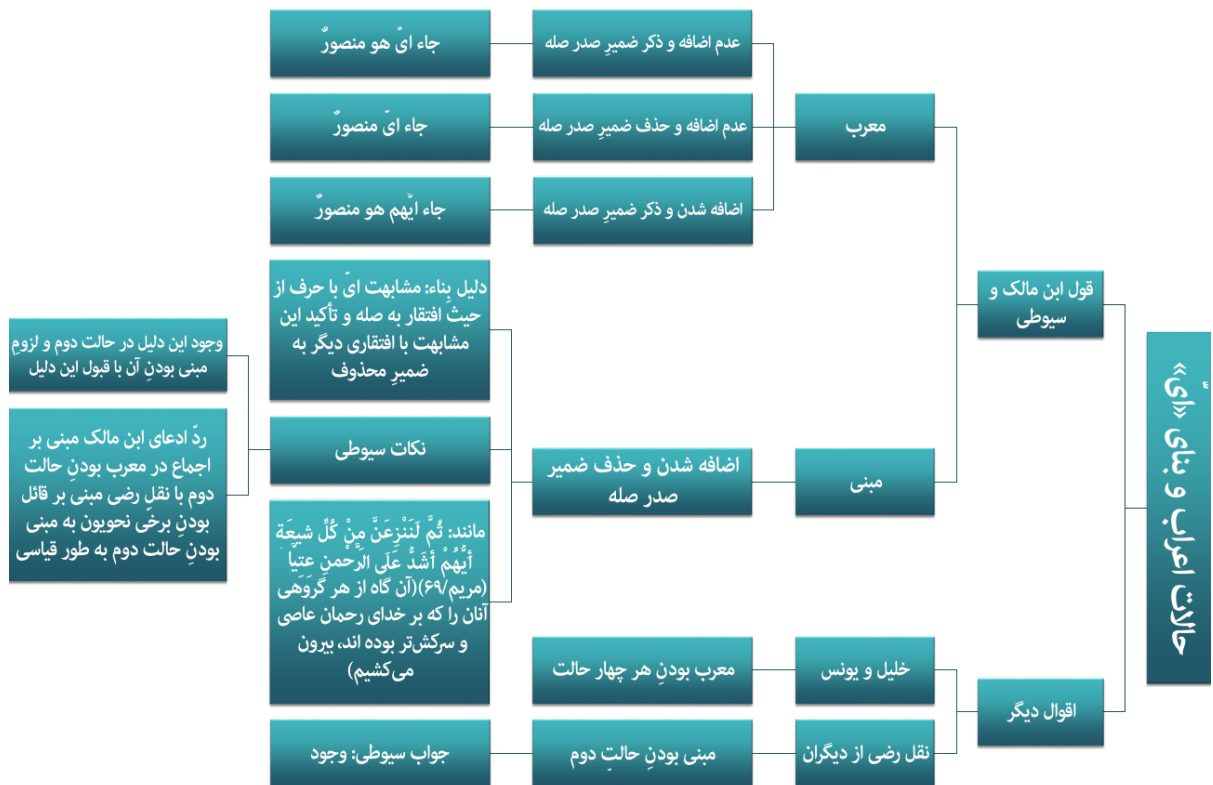 حالات اعراب و بنای «ایّ»
قول ابن مالک و
سیوطی
معرب
عدم اضافه و ذکر ضمیرِ صدر صله
جاء ایّ هو منصورٌ
عدم اضافه و حذف ضمیرِ صدر صله
جاء ایّ منصورٌ
اضافه شدن و ذکر ضمیرِ صدر صله
جاء ایّهم هو منصورٌ
مبنی
اضافه شدن و حذف ضمیر
صدر صله
دلیل بِناء: مشابهت ایّ با حرف از
حیث افتقار به صله و تأکید این
مشابهت با افتقاری دیگر به
ضمیرِ محذوف
نکات سیوطی
وجود این دلیل در حالت دوم و لزومِ
مبنی بودنِ آن با قبول این دلیل
ردّ ادعای ابن مالک مبنی بر
اجماع در معرب بودنِ حالت
دوم با نقلِ رضی مبنی بر قائل
بودنِ برخی نحویون به مبنی
بودنِ حالت دوم به طور قیاسی
مانند: ثُمَّ لَنَنْزِعَنَّ مِنْ كُلِّ شِيعَةٍ
أَيُّهُمْ أَشَدُّ عَلَى الرَّحْمنِ عِتِيًّا
(مریم/۶۹)(آن گاه از هر گروهی
آنان را که بر خدای رحمان عاصی
و سرکش‌تر بوده اند، بیرون
می‌کشیم)
اقوال دیگر
خلیل و یونس
معرب بودنِ هر چهار حالت
نقل رضی از دیگران
مبنی بودنِ حالتِ دوم
جواب سیوطی: وجود